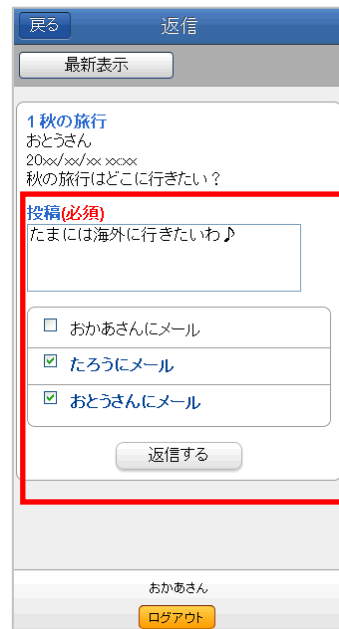 戻る 返信
最新表示
1 秋の旅行
おとうさん
20xx/xx/xx xx:xx
秋の旅行はどこに行きたい？
投稿(必須)
たまには海外に行きたいわ♪
おかあさんにメール
たろうにメール
おとうさんにメール
返信する
おかあさん
ログアウト